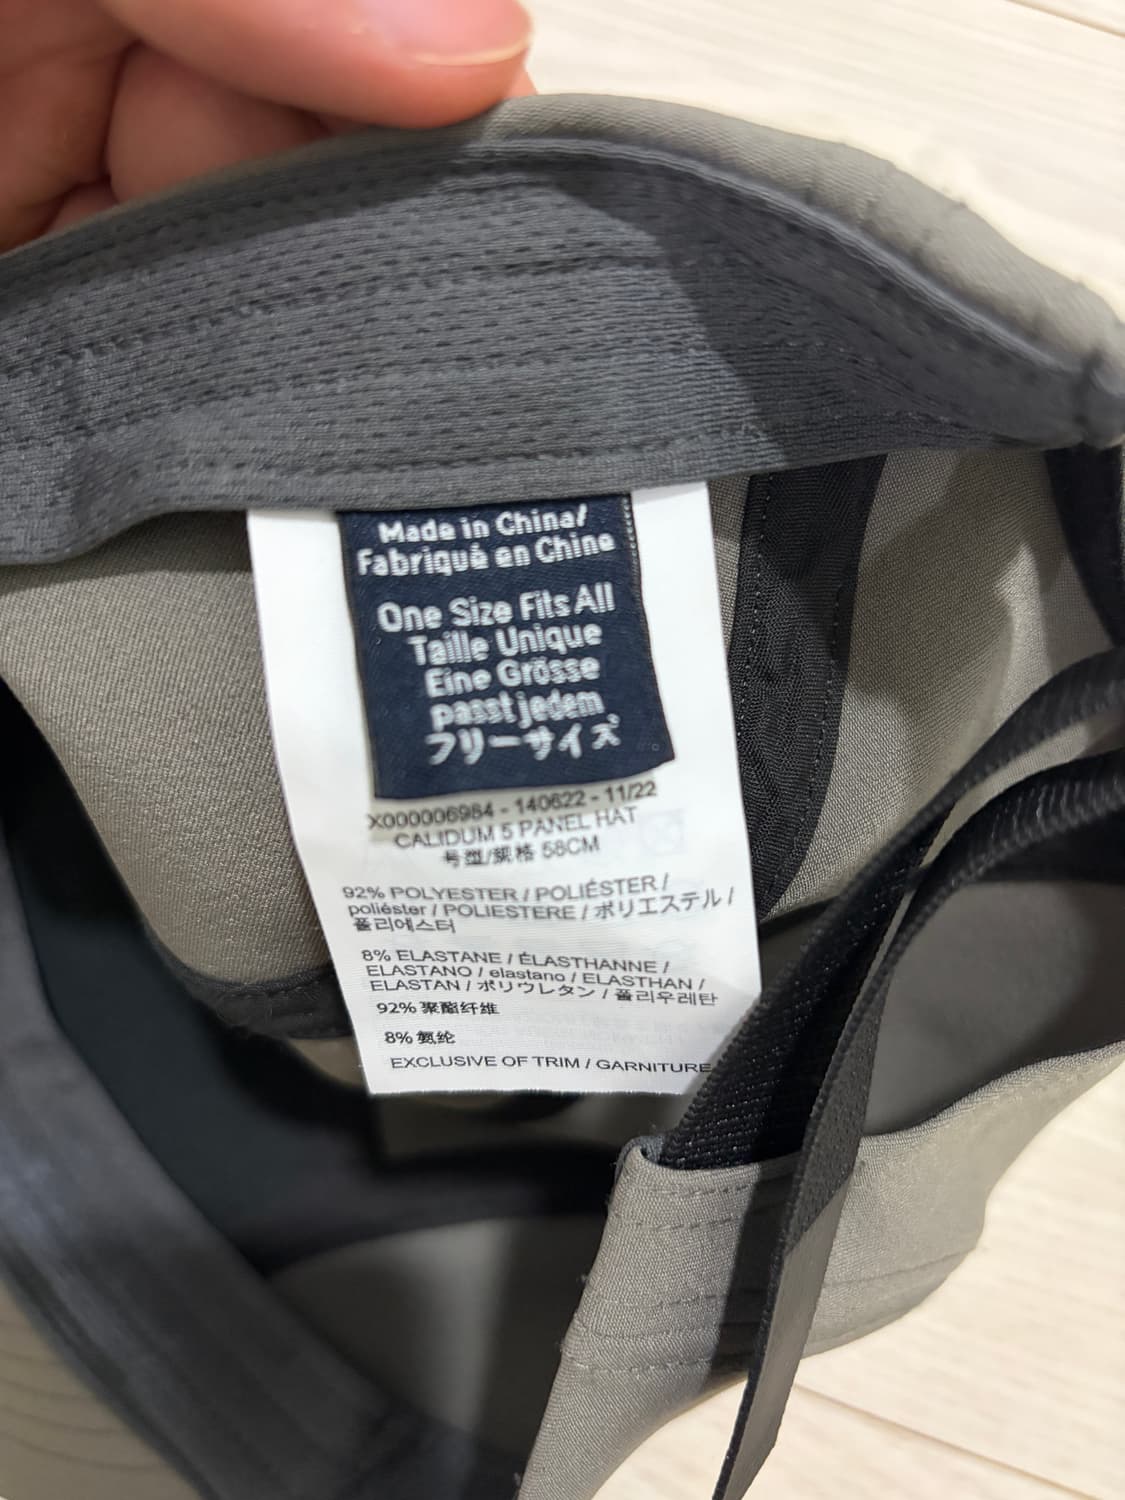 Made in China/
Fabriqué en Chine
One Size Fits All
Taille Unique
Eine Grösse
passt jedem
フリーサイズ
X000006984 - 140622 - 11/22
CALIDUM 5 PANEL HAT
号型/规格 58CM
92% POLYESTER / POLIÉSTER /
poliéster / POLIESTERE / ポリエステル /
폴리에스터
8% ELASTANE / ÉLASTHANNE /
ELASTANO / elastano / ELASTHAN /
ELASTAN / ポリウレタン / 폴리우레탄
92% 聚酯纤维
8% 氨纶
EXCLUSIVE OF TRIM / GARNITURE